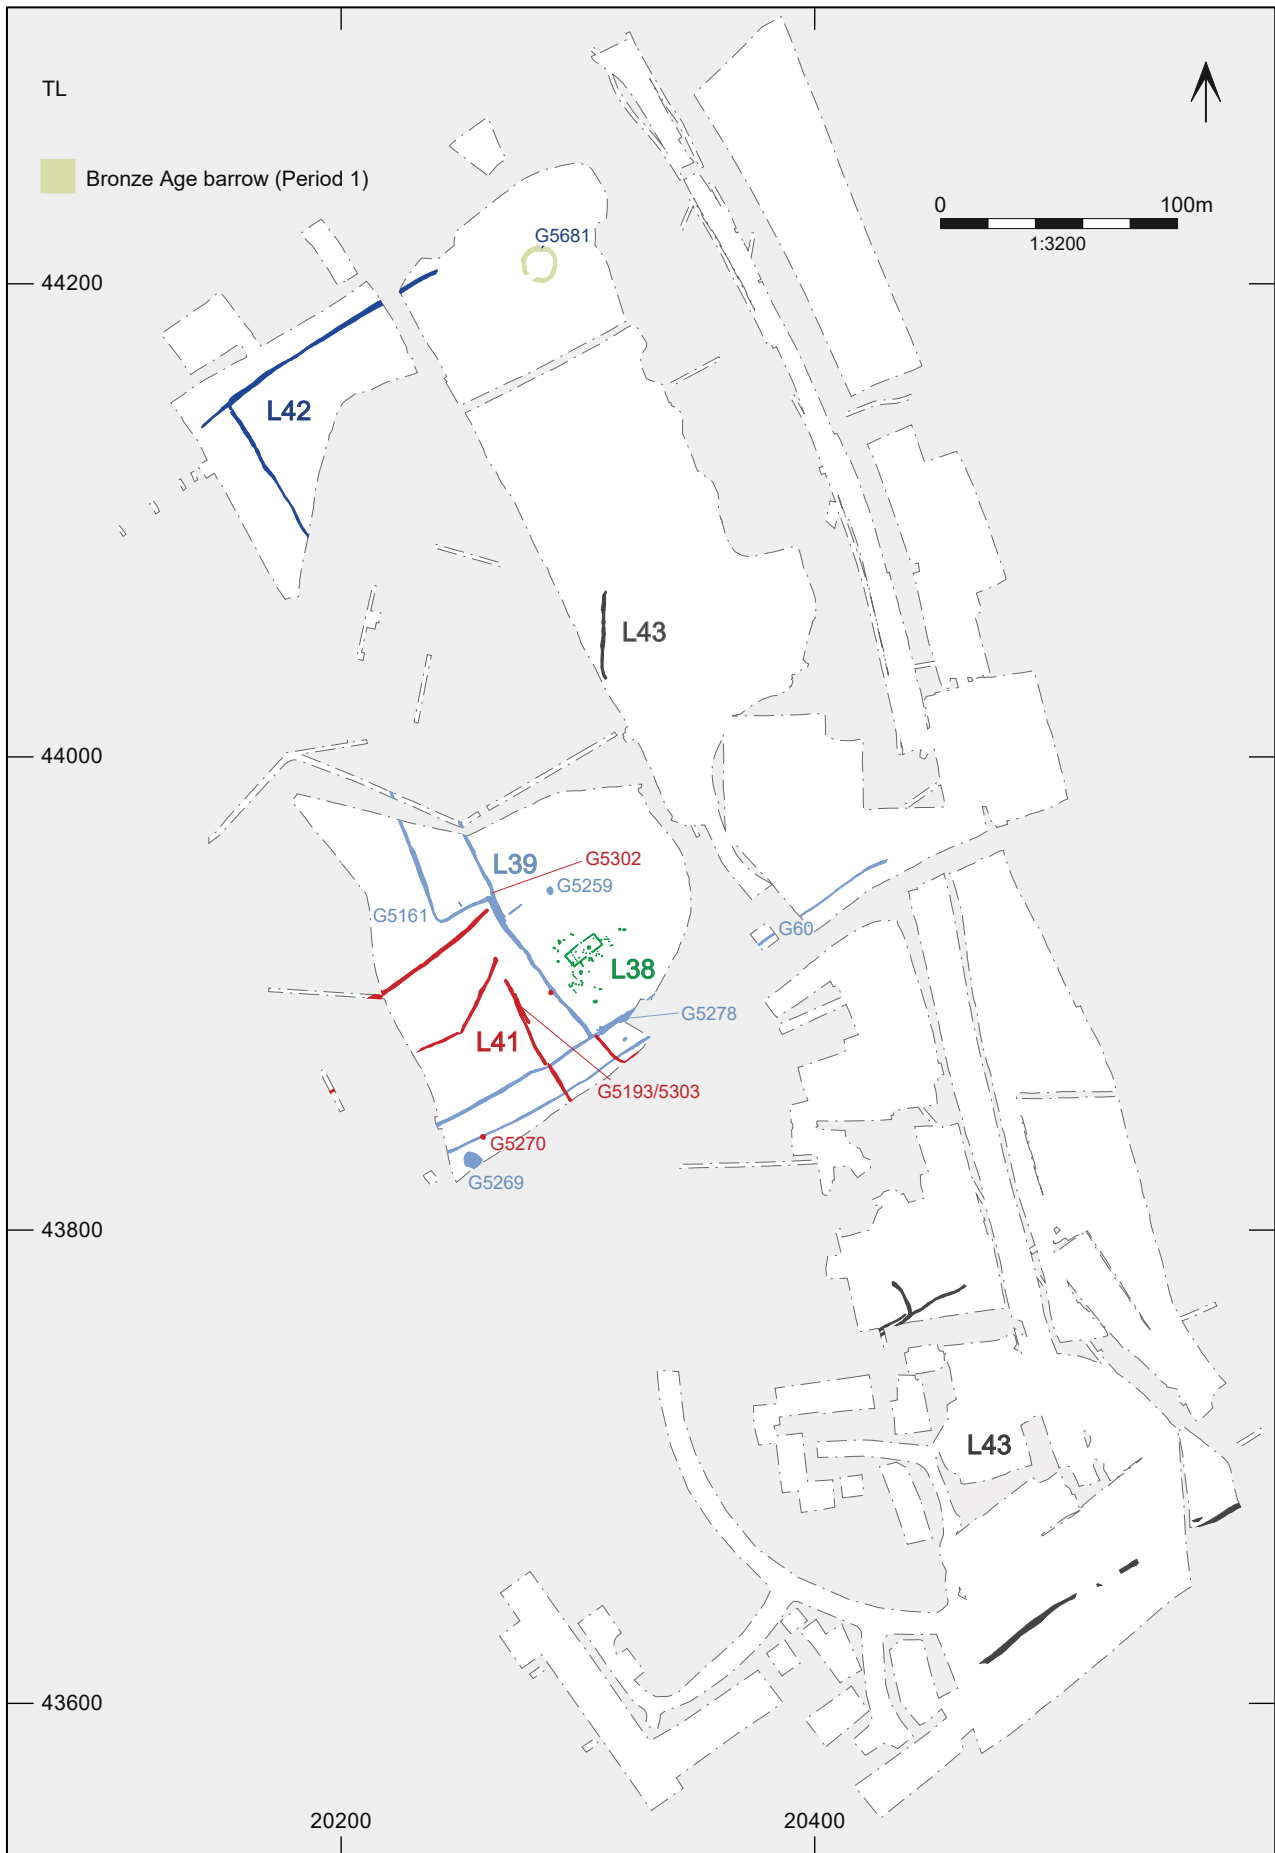 TL
Bronze Age barrow (Period 1)
0 100m
1:3200
G5681
44200
L42
L43
44000
L39
G5302
G5259
G5161
G60
L38
G5278
L41
G5193/5303
G5270
G5269
43800
L43
43600
20200 20400